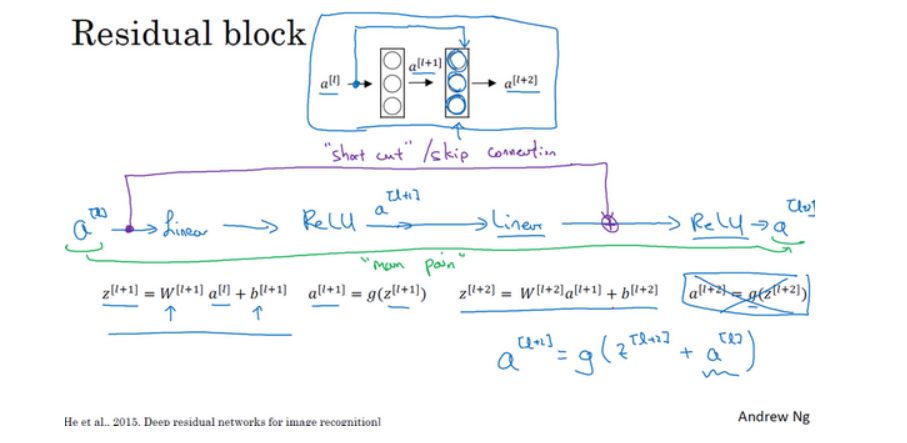 Residual block
a[l] a[l+1] a[l+2]
"short cut" /skip connection
a[l] → Linear → ReLU a[l+1] → Linear → ReLU → a[l+2]
"main path"
z[l+1] = W[l+1] a[l] + b[l+1] a[l+1] = g(z[l+1]) z[l+2] = W[l+2]a[l+1] + b[l+2] a[l+2] = g(z[l+2])
a[l+2] = g(z[l+2] + a[l])
He et al., 2015. Deep residual networks for image recognition]
Andrew Ng